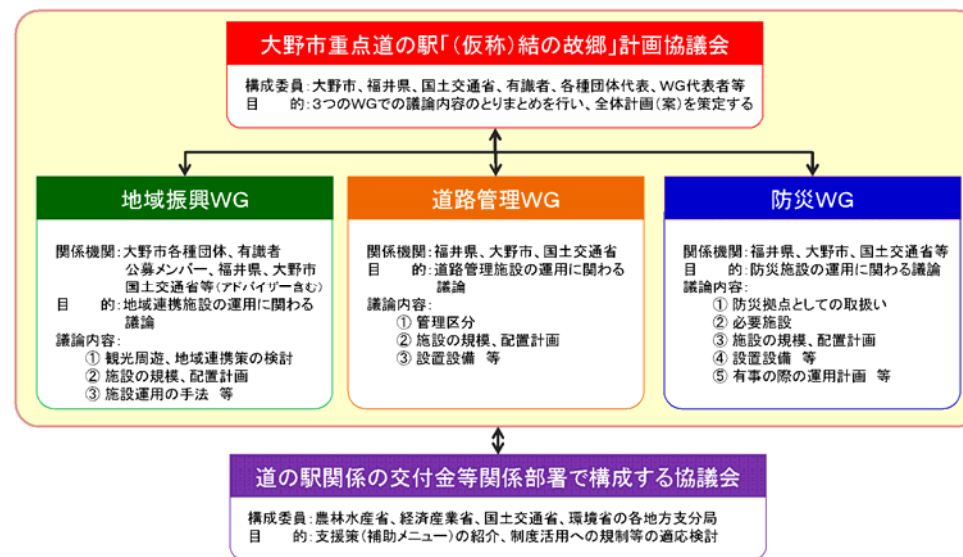 大野市重点道の駅「(仮称)結の故郷」計画協議会
構成委員：大野市、福井県、国土交通省、有識者、各種団体代表、WG代表者等
目　　的：３つのWGでの議論内容のとりまとめを行い、全体計画(案)を策定する
地域振興WG
関係機関：大野市各種団体、有識者
公募メンバー、福井県、大野市
国土交通省等(アドバイザー含む)
目　　的：地域連携施設の運用に関わる
議論
議論内容：
① 観光周遊、地域連携策の検討
② 施設の規模、配置計画
③ 施設運用の手法　等
道路管理WG
関係機関：福井県、大野市、国土交通省
目　　的：道路管理施設の運用に関わる
議論
議論内容：
① 管理区分
② 施設の規模、配置計画
③ 設置設備　等
防災WG
関係機関：福井県、大野市、国土交通省等
目　　的：防災施設の運用に関わる議論
議論内容：
① 防災拠点としての取扱い
② 必要施設
③ 施設の規模、配置計画
④ 設置設備　等
⑤ 有事の際の運用計画　等
道の駅関係の交付金等関係部署で構成する協議会
構成委員：農林水産省、経済産業省、国土交通省、環境省の各地方支分局
目　　的：支援策(補助メニュー)の紹介、制度活用への規制等の適応検討